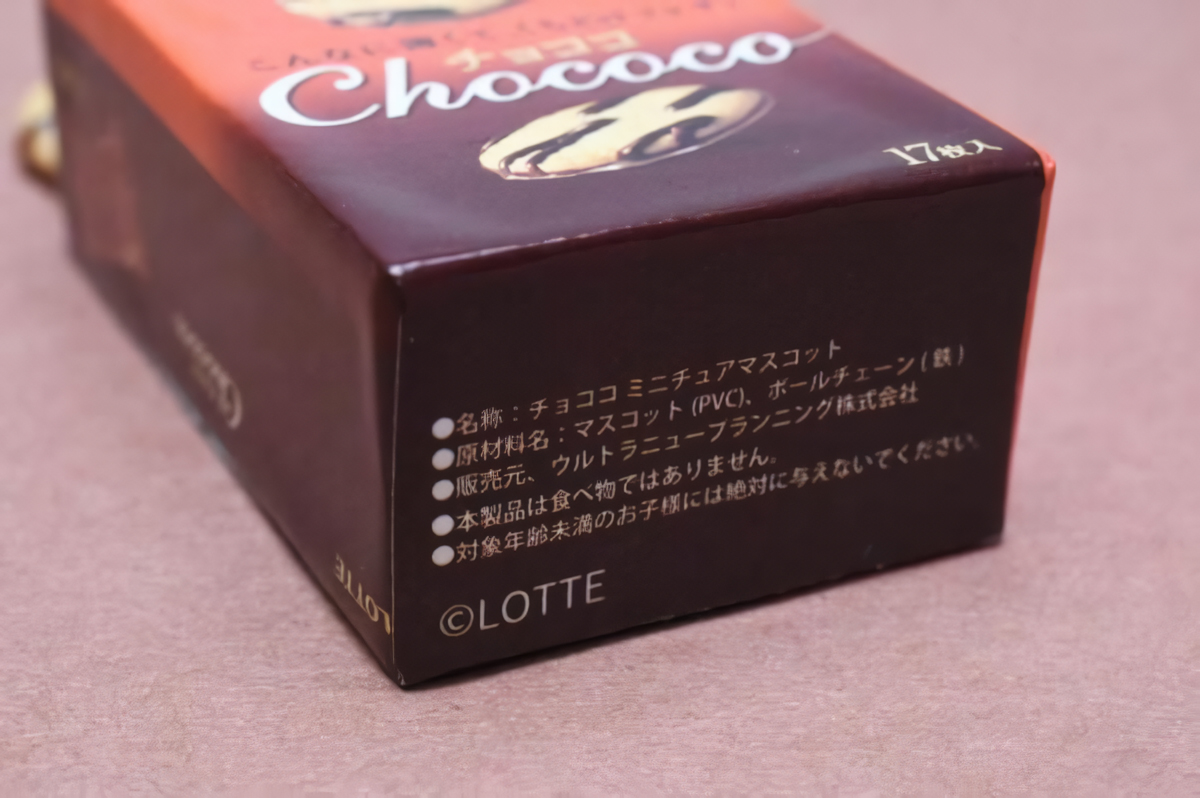 チョココ
Chococo
17枚入
●名称：チョココ ミニチュアマスコット
●原材料名：マスコット (PVC)、ボールチェーン ( 鉄 )
●販売元、ウルトラニュープランニング株式会社
●本製品は食べ物ではありません。
●対象年齢未満のお子様には絶対に与えないでください。
©LOTTE
LOTTE